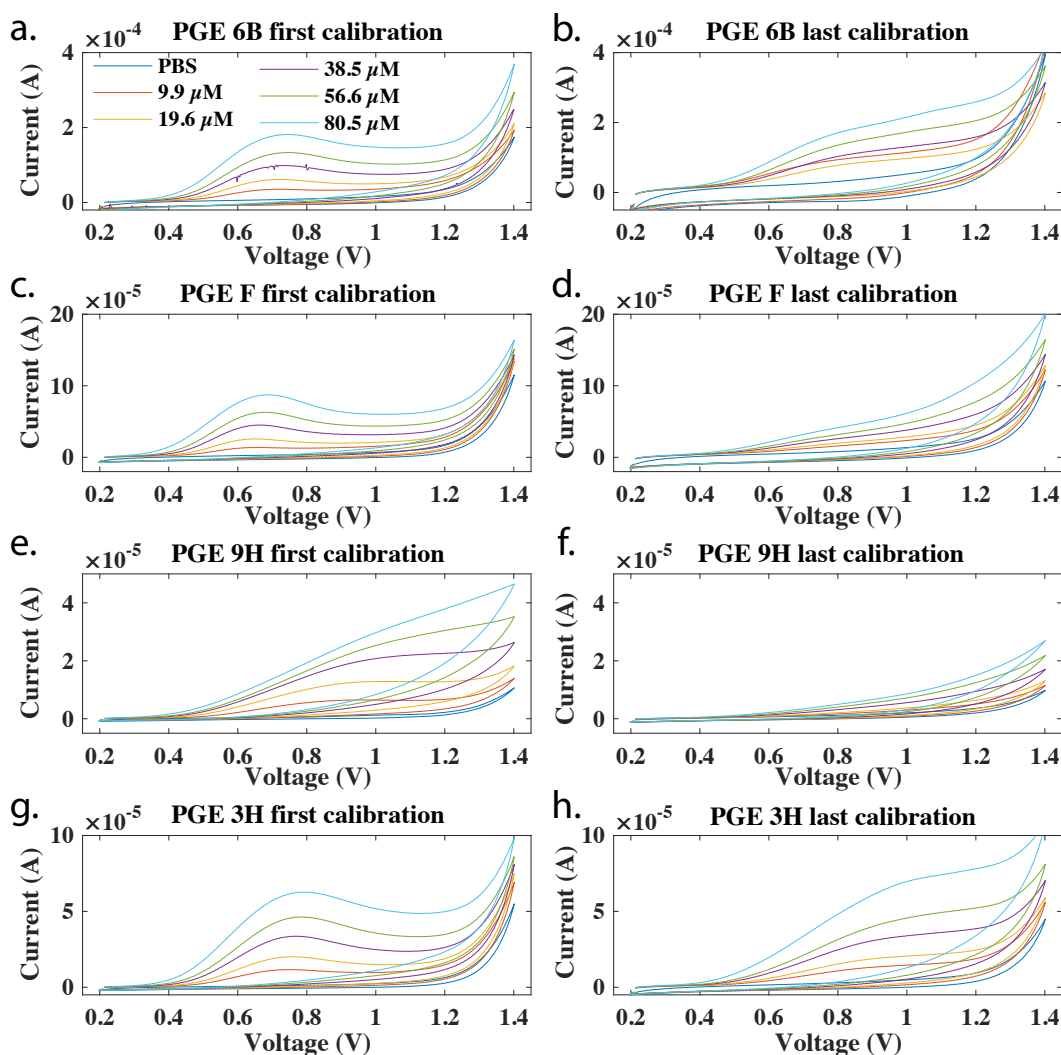 a.
PGE 6B first calibration
×10⁻⁴
PBS
9.9 μM
19.6 μM
38.5 μM
56.6 μM
80.5 μM
4
2
0
Current (A)
0.2 0.4 0.6 0.8 1 1.2 1.4
Voltage (V)
b.
PGE 6B last calibration
×10⁻⁴
4
2
0
Current (A)
0.2 0.4 0.6 0.8 1 1.2 1.4
Voltage (V)
c.
PGE F first calibration
×10⁻⁵
20
10
0
Current (A)
0.2 0.4 0.6 0.8 1 1.2 1.4
Voltage (V)
d.
PGE F last calibration
×10⁻⁵
20
10
0
Current (A)
0.2 0.4 0.6 0.8 1 1.2 1.4
Voltage (V)
e.
PGE 9H first calibration
×10⁻⁵
4
2
0
Current (A)
0.2 0.4 0.6 0.8 1 1.2 1.4
Voltage (V)
f.
PGE 9H last calibration
×10⁻⁵
4
2
0
Current (A)
0.2 0.4 0.6 0.8 1 1.2 1.4
Voltage (V)
g.
PGE 3H first calibration
×10⁻⁵
10
5
0
Current (A)
0.2 0.4 0.6 0.8 1 1.2 1.4
Voltage (V)
h.
PGE 3H last calibration
×10⁻⁵
10
5
0
Current (A)
0.2 0.4 0.6 0.8 1 1.2 1.4
Voltage (V)